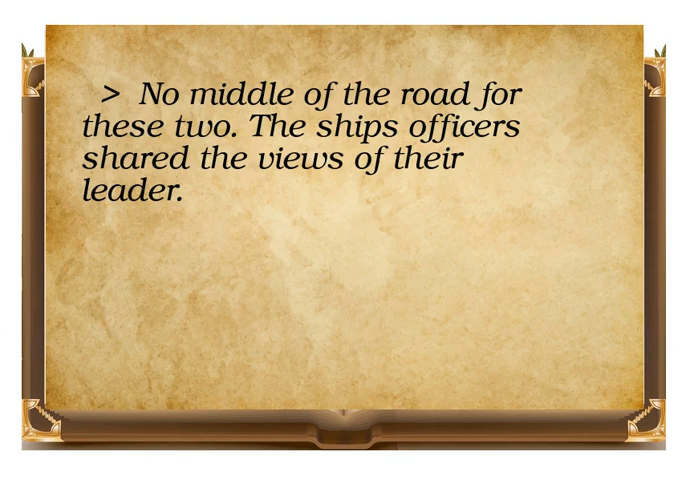 > No middle of the road for
these two. The ships officers
shared the views of their
leader.